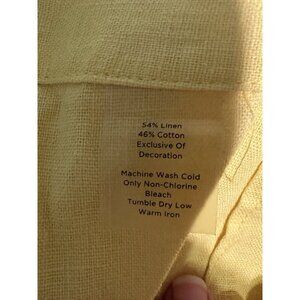 54% Linen
46% Cotton
Exclusive Of
Decoration
Machine Wash Cold
Only Non-Chlorine
Bleach
Tumble Dry Low
Warm Iron